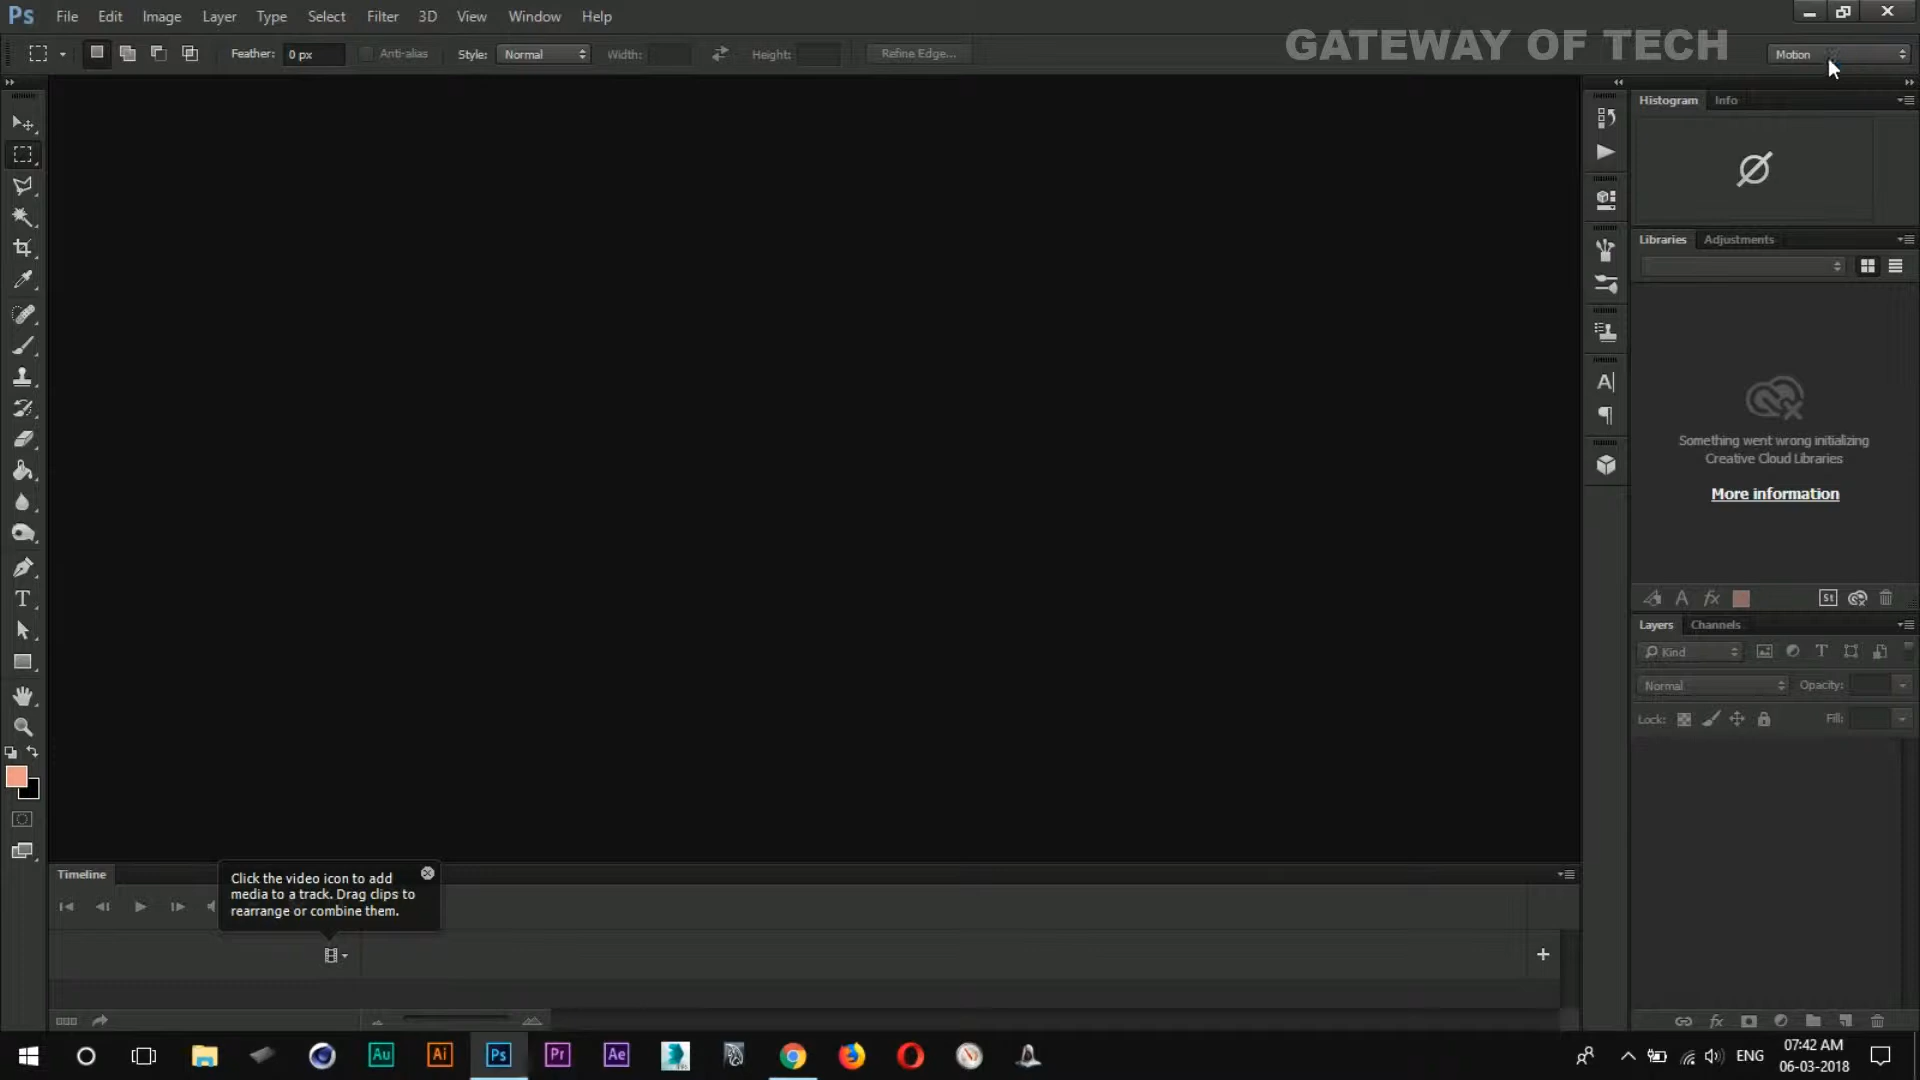 Ps File Edit Image Layer Type Select Filter 3D View Window Help
Feather: 0 px Anti-alias Style: Normal Width: Height: Refine Edge...
GATEWAY OF TECH
Motion
Histogram Info
Libraries Adjustments
Something went wrong initializing
Creative Cloud Libraries
More information
St
Layers Channels
Kind
Normal Opacity:
Lock: Fill:
Timeline
Click the video icon to add
media to a track. Drag clips to
rearrange or combine them.
Au Ai Ps Pr Ae
ENG
07:42 AM
06-03-2018